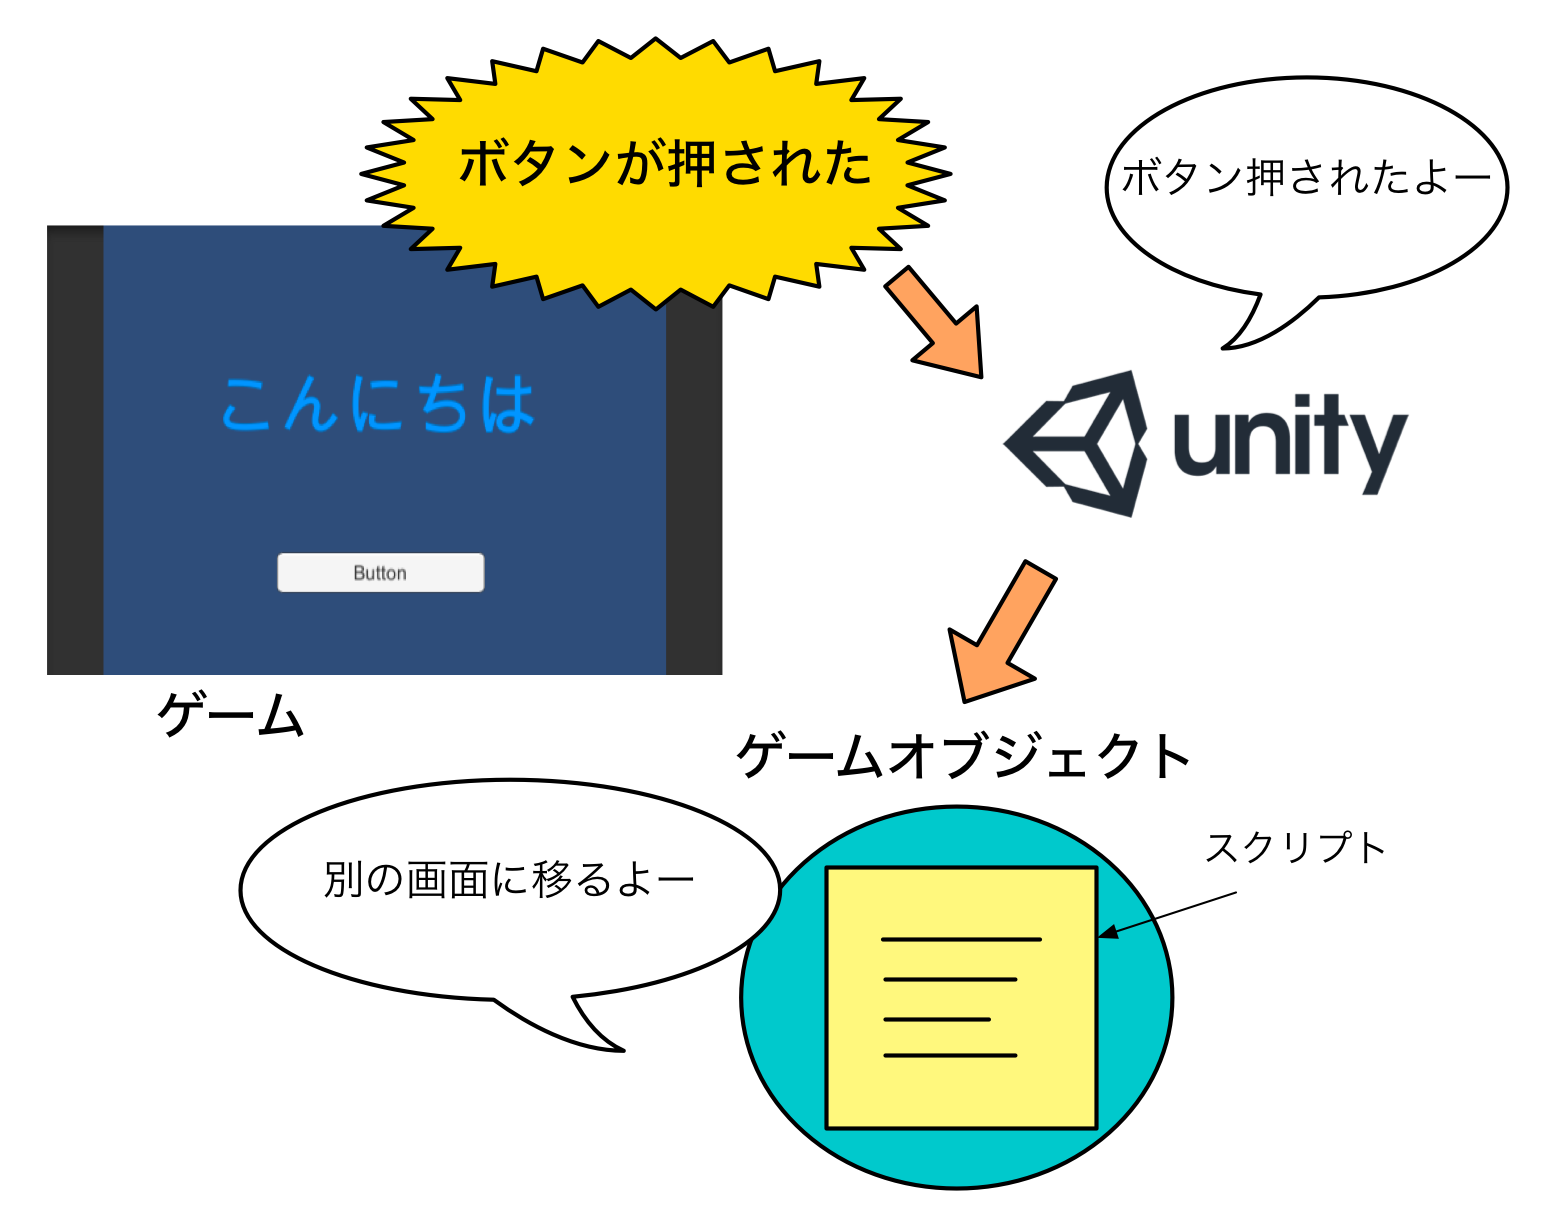 ボタンが押された
ボタン押されたよー
こんにちは
unity
Button
ゲーム
ゲームオブジェクト
スクリプト
別の画面に移るよー